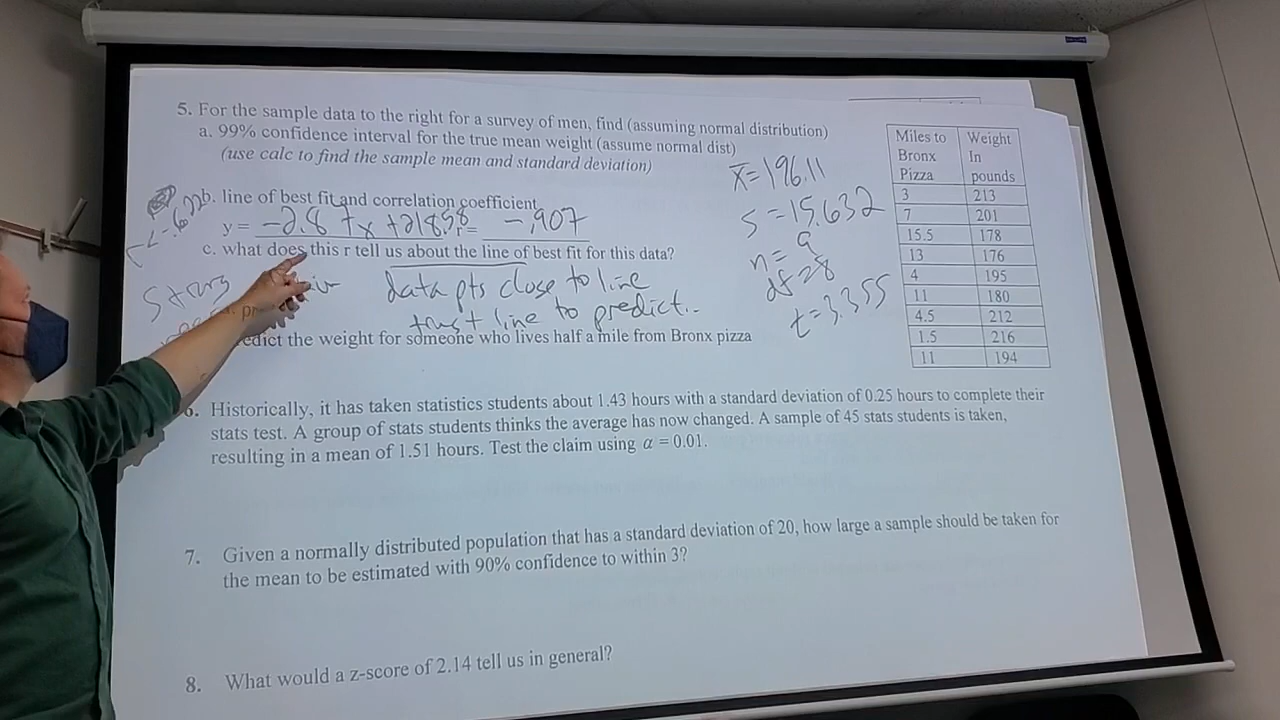 5. For the sample data to the right for a survey of men, find (assuming normal distribution)
a. 99% confidence interval for the true mean weight (assume normal dist)
(use calc to find the sample mean and standard deviation)
x̄=196.11
s=15.632
n=9
df=8
t=3.355
b. line of best fit and correlation coefficient
y = -2.87x+218.58 r= -.907
c. what does this r tell us about the line of best fit for this data?
Strong
data pts close to line
trust line to predict.
edict the weight for someone who lives half a mile from Bronx pizza
Miles to Bronx Pizza Weight In pounds
3 213
7 201
15.5 178
13 176
4 195
11 180
4.5 212
1.5 216
11 194
6. Historically, it has taken statistics students about 1.43 hours with a standard deviation of 0.25 hours to complete their
stats test. A group of stats students thinks the average has now changed. A sample of 45 stats students is taken,
resulting in a mean of 1.51 hours. Test the claim using α = 0.01.
7. Given a normally distributed population that has a standard deviation of 20, how large a sample should be taken for
the mean to be estimated with 90% confidence to within 3?
8. What would a z-score of 2.14 tell us in general?